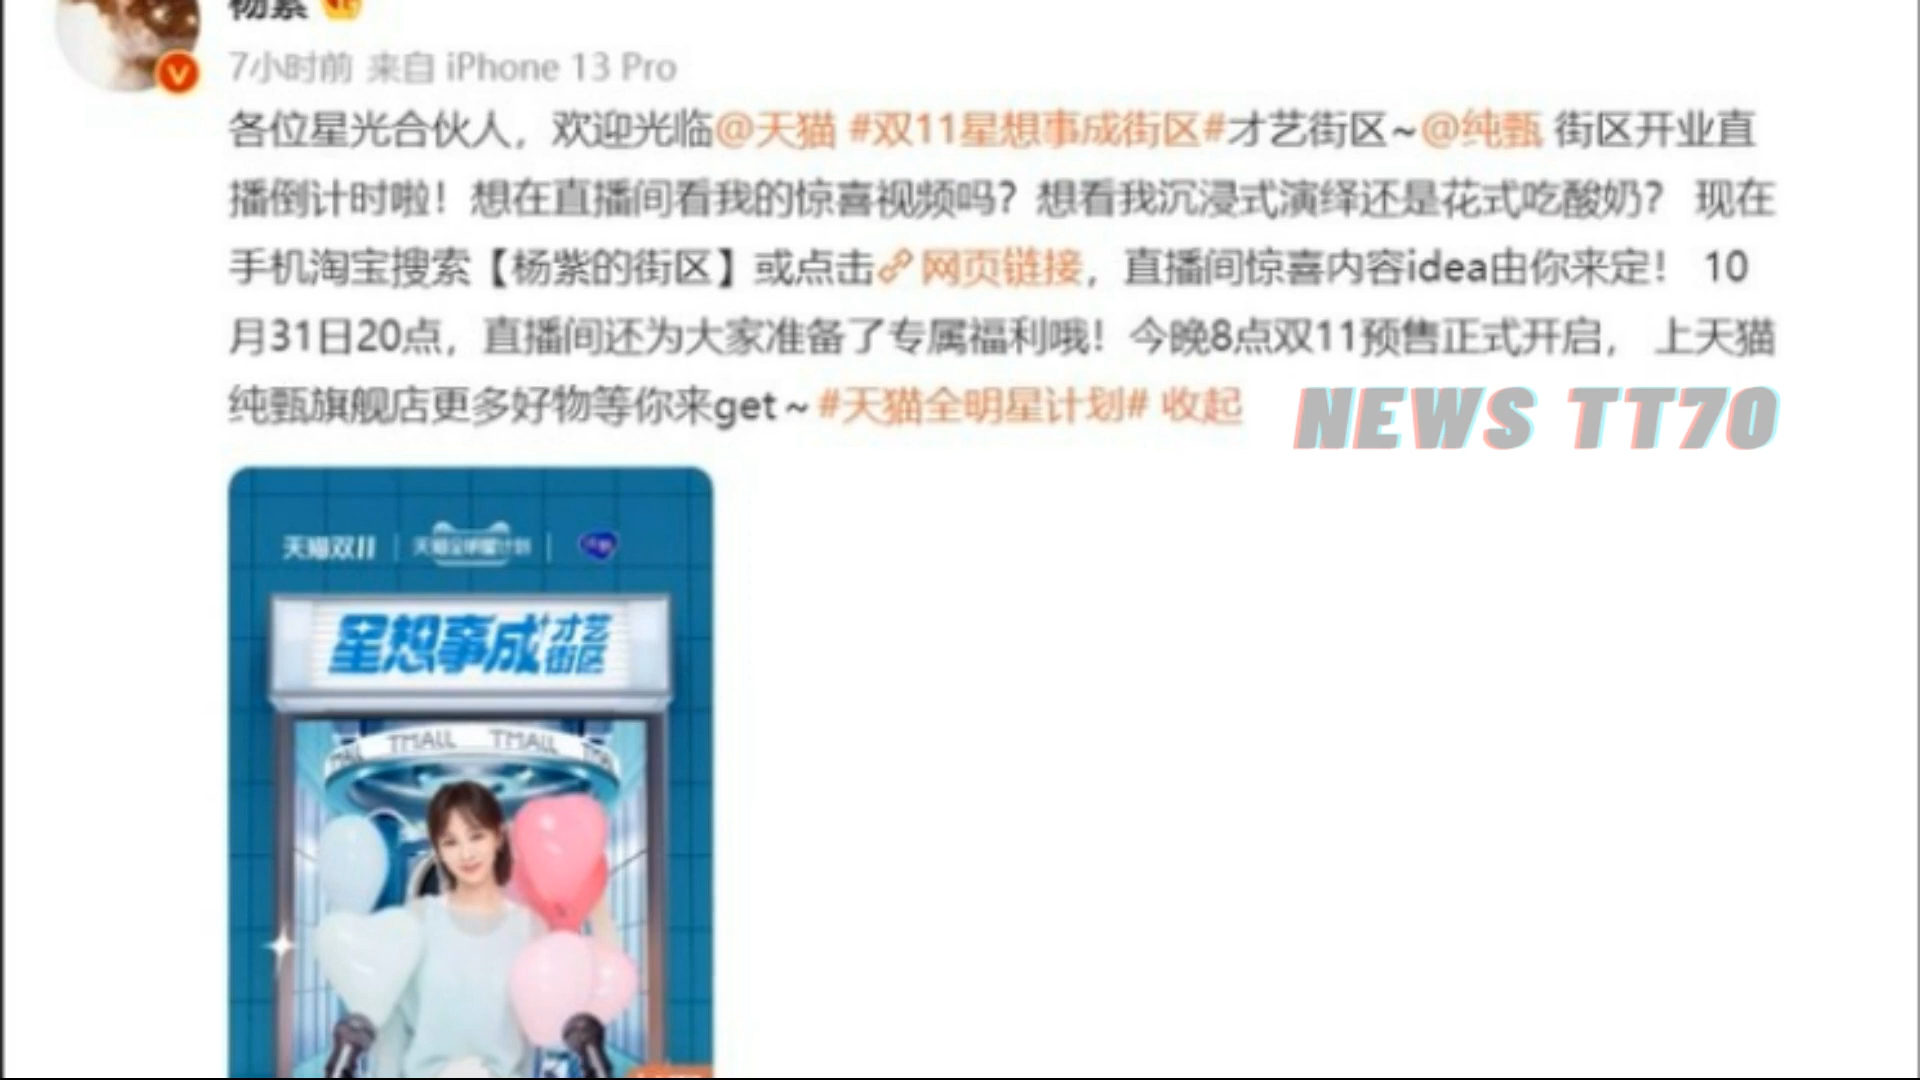 杨紫
7小时前 来自 iPhone 13 Pro
各位星光合伙人，欢迎光临@天猫 #双11星想事成街区#才艺街区~@纯甄 街区开业直
播倒计时啦！想在直播间看我的惊喜视频吗？想看我沉浸式演绎还是花式吃酸奶？ 现在
手机淘宝搜索【杨紫的街区】或点击网页链接，直播间惊喜内容idea由你来定！ 10
月31日20点，直播间还为大家准备了专属福利哦！今晚8点双11预售正式开启， 上天猫
纯甄旗舰店更多好物等你来get~#天猫全明星计划# 收起
NEWS TT70
天猫双11 天猫全明星计划
星想事成 才艺
街区
TMALL TMALL